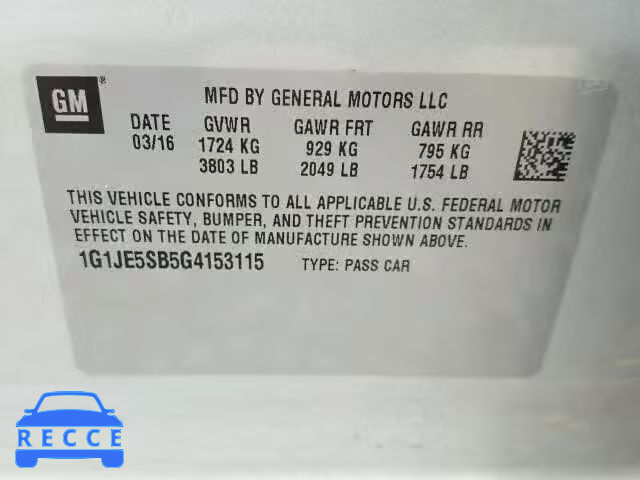 GM ®
MFD BY GENERAL MOTORS LLC
DATE GVWR GAWR FRT GAWR RR
03/16 1724 KG 929 KG 795 KG
3803 LB 2049 LB 1754 LB
THIS VEHICLE CONFORMS TO ALL APPLICABLE U.S. FEDERAL MOTOR
VEHICLE SAFETY, BUMPER, AND THEFT PREVENTION STANDARDS IN
EFFECT ON THE DATE OF MANUFACTURE SHOWN ABOVE.
1G1JE5SB5G4153115 TYPE: PASS CAR
RECCE